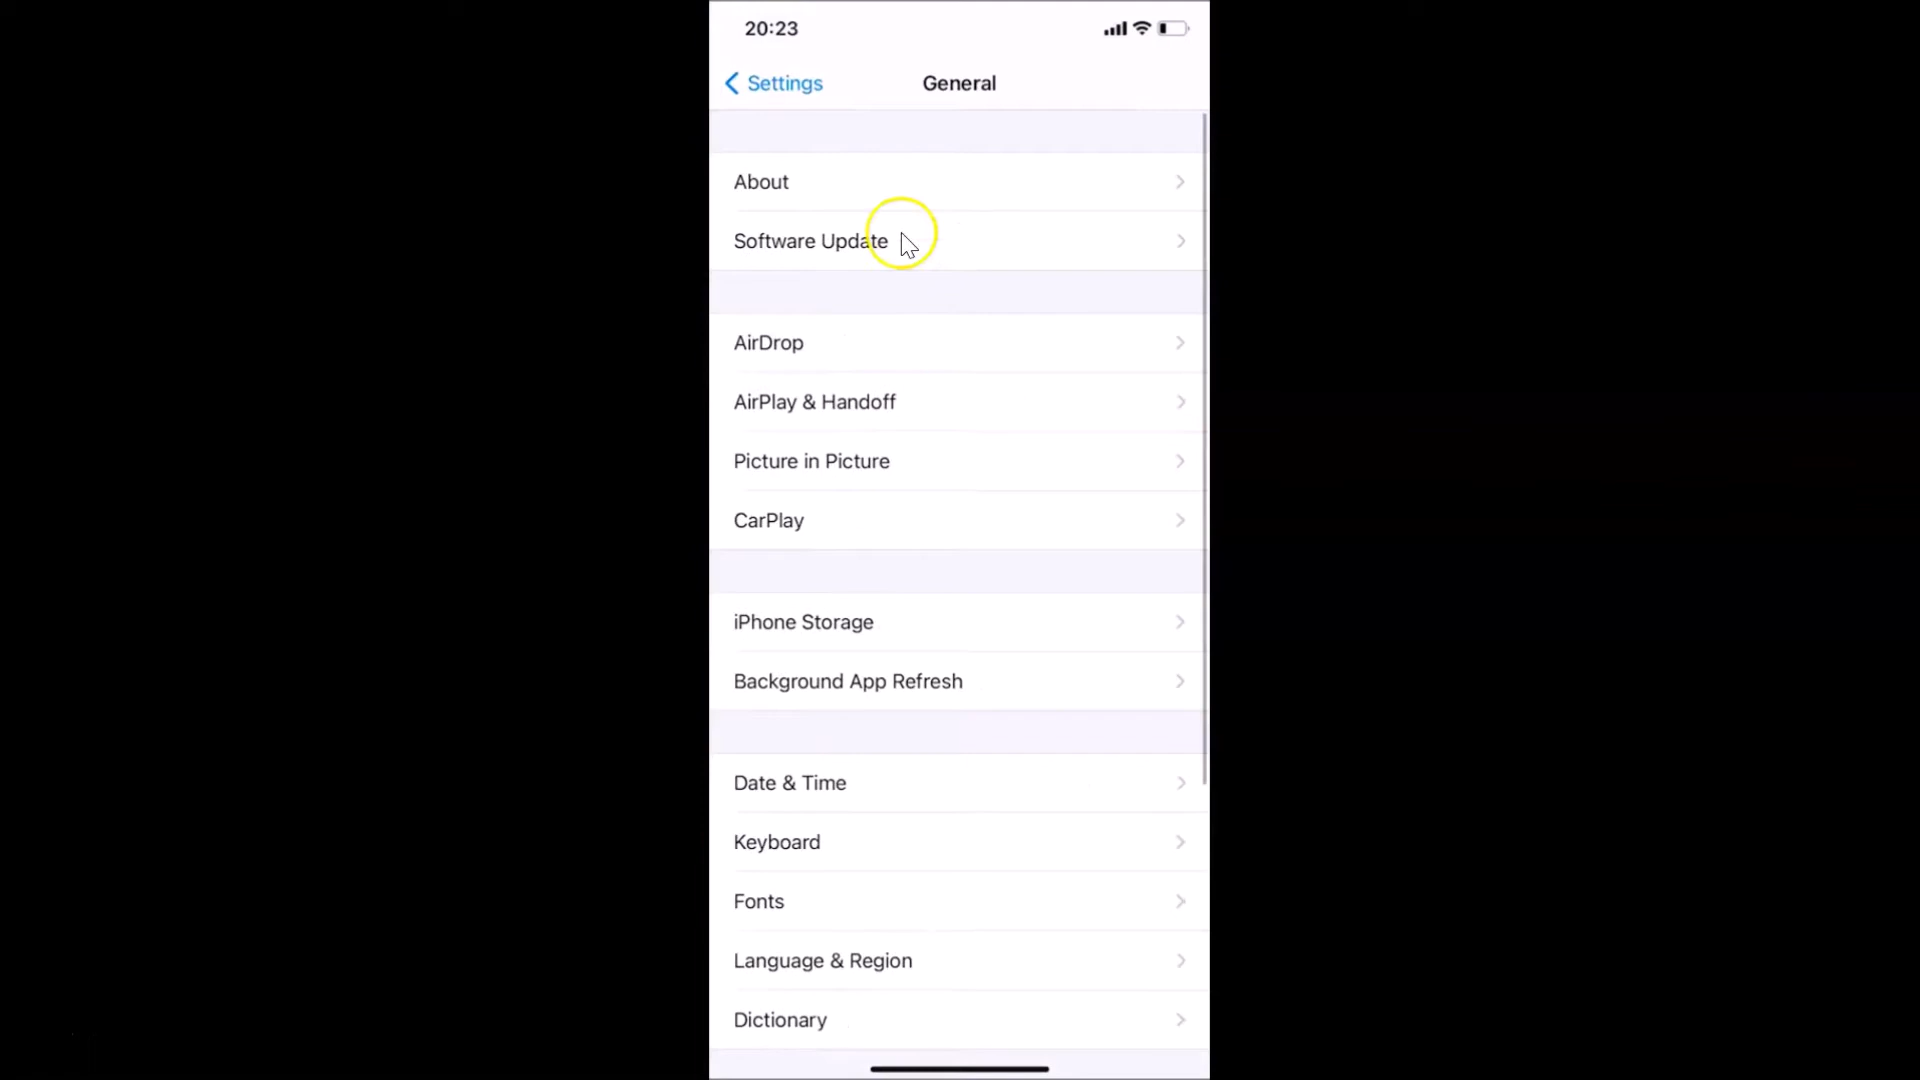 20:23
Settings
General
About
Software Update
AirDrop
AirPlay & Handoff
Picture in Picture
CarPlay
iPhone Storage
Background App Refresh
Date & Time
Keyboard
Fonts
Language & Region
Dictionary